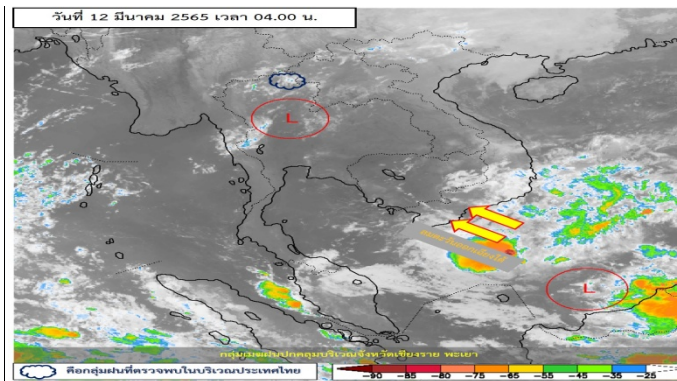 วันที่ 12 มีนาคม 2565 เวลา 04.00 น.
L
L
กลุ่มเมฆฝนปกคลุมบริเวณจังหวัดเชียงราย พะเยา
คือกลุ่มฝนที่ตรวจพบในบริเวณประเทศไทย
-90 -85 -80 -75 -65 -55 -45 -35 -25